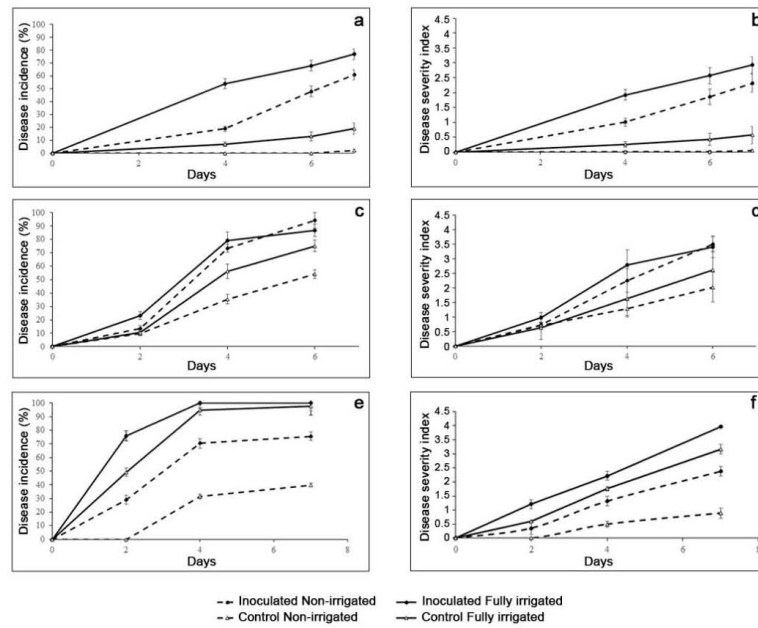 a
Disease incidence (%)
100
90
80
70
60
50
40
30
20
10
0
0 2 4 6
Days
b
Disease severity index
4.5
4
3.5
3
2.5
2
1.5
1
0.5
0
0 2 4 6
Days
c
Disease incidence (%)
100
90
80
70
60
50
40
30
20
10
0
0 2 4 6
Days
d
Disease severity index
4.5
4
3.5
3
2.5
2
1.5
1
0.5
0
0 2 4 6
Days
e
Disease incidence (%)
100
90
80
70
60
50
40
30
20
10
0
0 2 4 6 8
Days
f
Disease severity index
4.5
4
3.5
3
2.5
2
1.5
1
0.5
0
0 2 4 6 8
Days
Inoculated Non-irrigated Inoculated Fully irrigated
Control Non-irrigated Control Fully irrigated